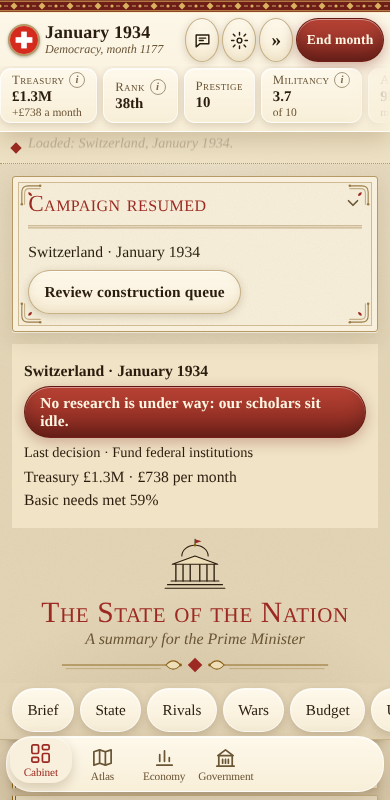 January 1934
Democracy, month 1177
»
End month
Treasury i
£1.3M
+£738 a month
Rank i
38th
Prestige
10
Militancy i
3.7
of 10
Loaded: Switzerland, January 1934.
Campaign resumed
Switzerland · January 1934
Review construction queue
Switzerland · January 1934
No research is under way: our scholars sit
idle.
Last decision · Fund federal institutions
Treasury £1.3M · £738 per month
Basic needs met 59%
The State of the Nation
A summary for the Prime Minister
Brief
State
Rivals
Wars
Budget
Cabinet
Atlas
Economy
Government